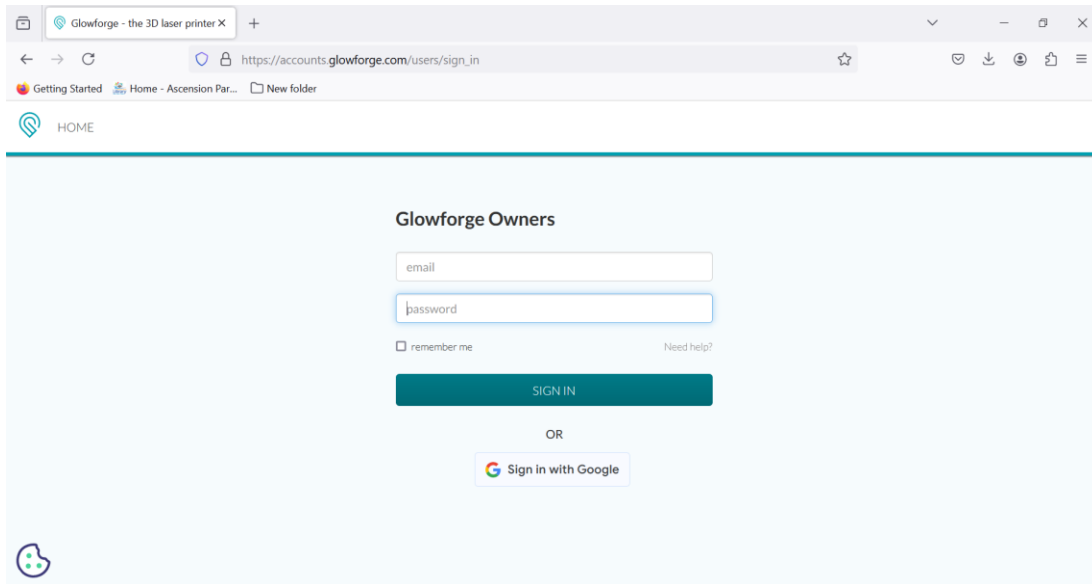 Glowforge - the 3D laser printer
https://accounts.glowforge.com/users/sign_in
Getting Started Home - Ascension Par... New folder
HOME
Glowforge Owners
email
password
remember me Need help?
SIGN IN
OR
Sign in with Google